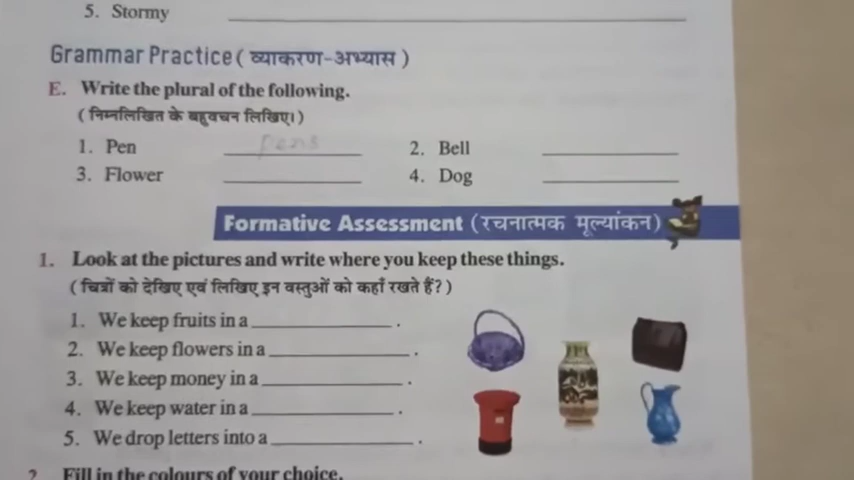 5. Stormy
Grammar Practice ( व्याकरण-अभ्यास )
E. Write the plural of the following.
( निम्नलिखित के बहुवचन लिखिए। )
1. Pen pens 2. Bell
3. Flower 4. Dog
Formative Assessment (रचनात्मक मूल्यांकन)
1. Look at the pictures and write where you keep these things.
( चित्रों को देखिए एवं लिखिए इन वस्तुओं को कहाँ रखते हैं? )
1. We keep fruits in a .
2. We keep flowers in a .
3. We keep money in a .
4. We keep water in a .
5. We drop letters into a .
2. Fill in the colours of your choice.